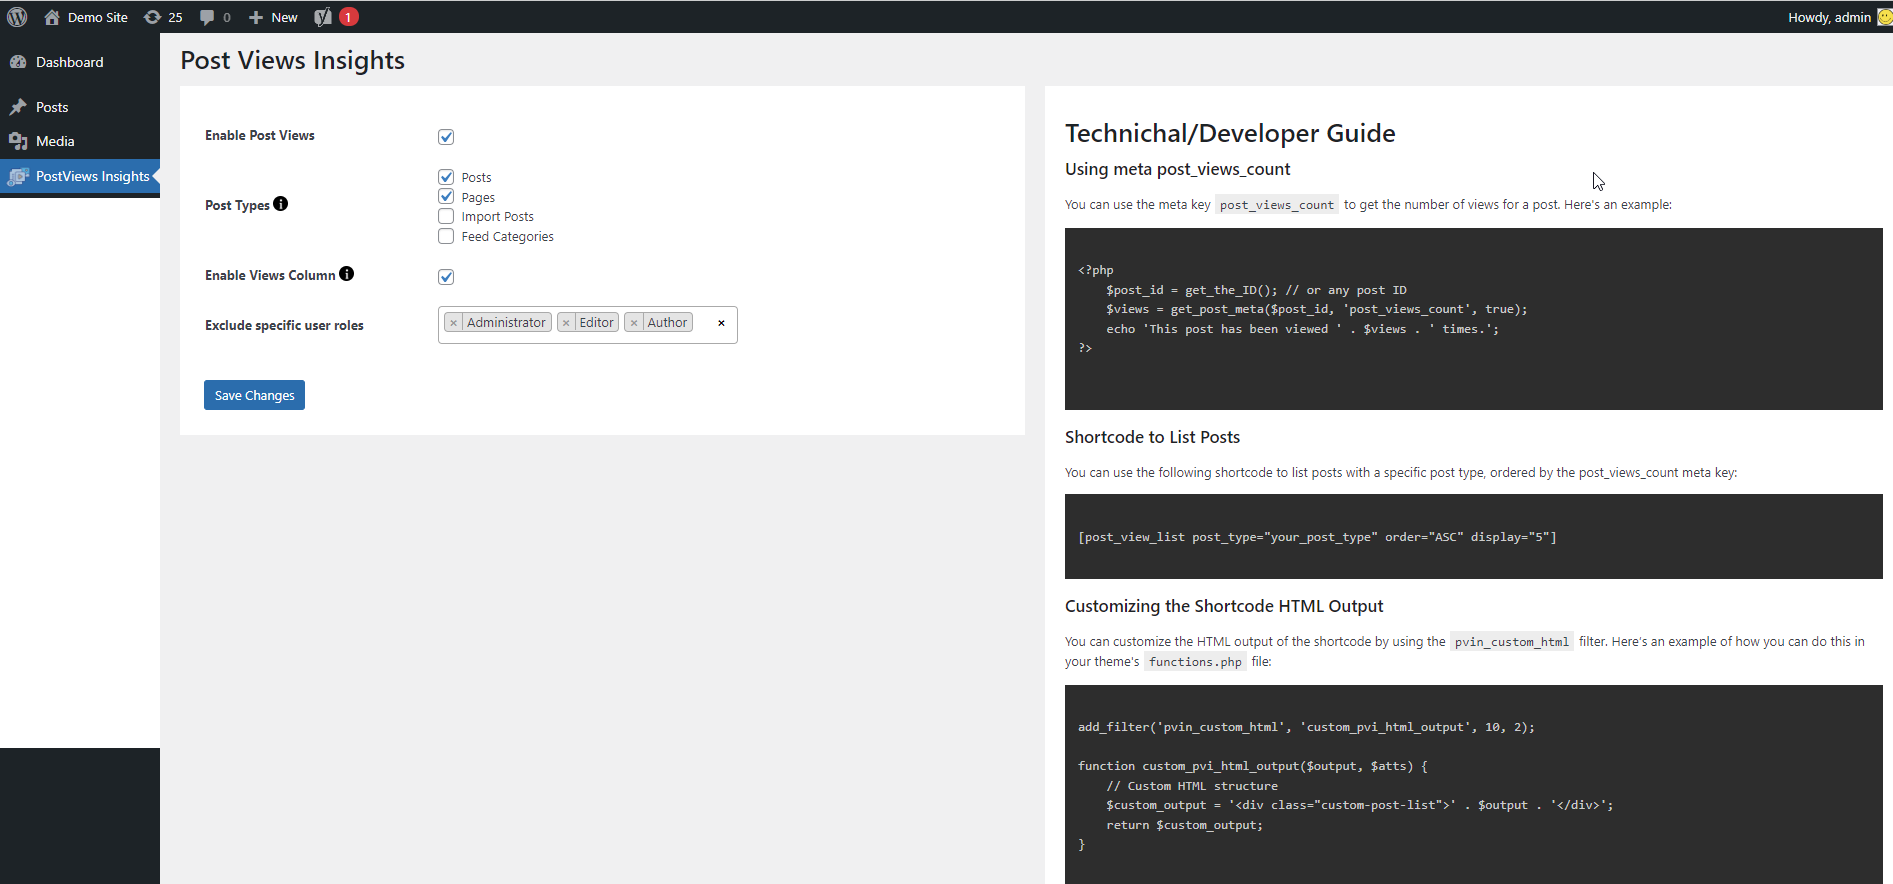 Demo Site 25 0 New 1 Howdy, admin
Dashboard
Posts
Media
PostViews Insights
Post Views Insights
Enable Post Views
Post Types
Posts
Pages
Import Posts
Feed Categories
Enable Views Column
Exclude specific user roles
× Administrator × Editor × Author ×
Save Changes
Technichal/Developer Guide
Using meta post_views_count
You can use the meta key post_views_count to get the number of views for a post. Here's an example:
<?php
    $post_id = get_the_ID(); // or any post ID
    $views = get_post_meta($post_id, 'post_views_count', true);
    echo 'This post has been viewed ' . $views . ' times.';
?>
Shortcode to List Posts
You can use the following shortcode to list posts with a specific post type, ordered by the post_views_count meta key:
[post_view_list post_type="your_post_type" order="ASC" display="5"]
Customizing the Shortcode HTML Output
You can customize the HTML output of the shortcode by using the pvin_custom_html filter. Here's an example of how you can do this in
your theme's functions.php file:
add_filter('pvin_custom_html', 'custom_pvi_html_output', 10, 2);
function custom_pvi_html_output($output, $atts) {
    // Custom HTML structure
    $custom_output = '<div class="custom-post-list">' . $output . '</div>';
    return $custom_output;
}